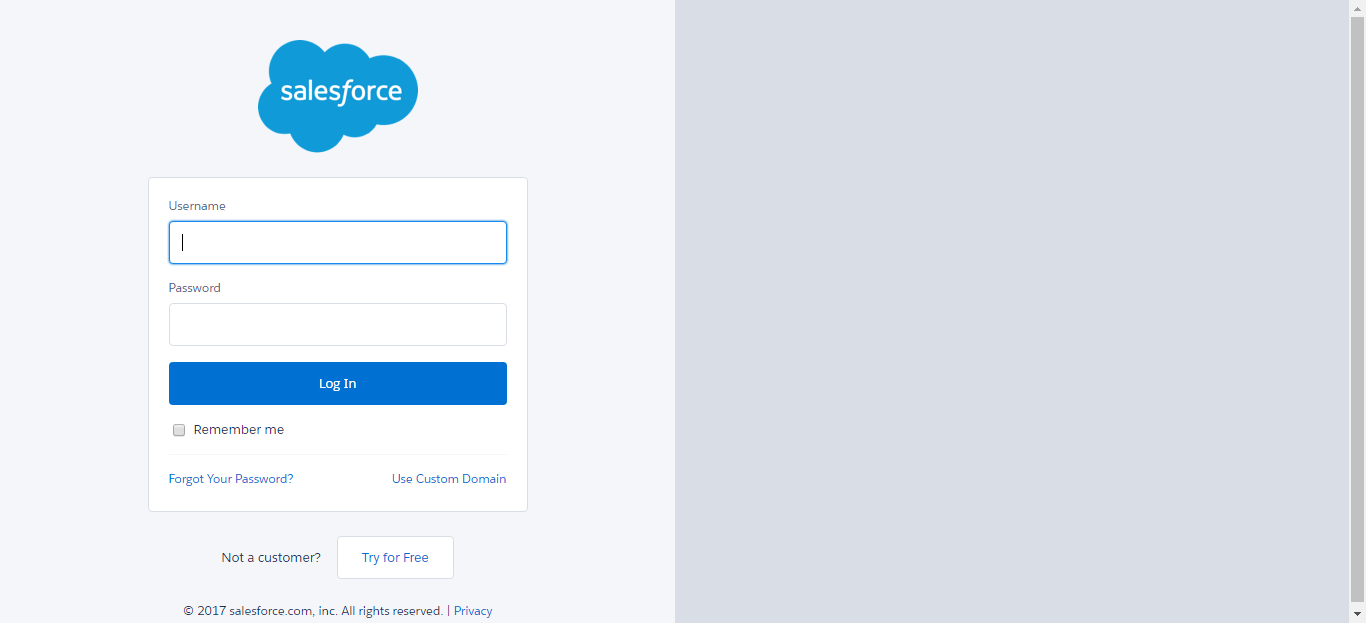 salesforce
Username
Password
Log In
Remember me
Forgot Your Password? Use Custom Domain
Not a customer? Try for Free
© 2017 salesforce.com, inc. All rights reserved. | Privacy